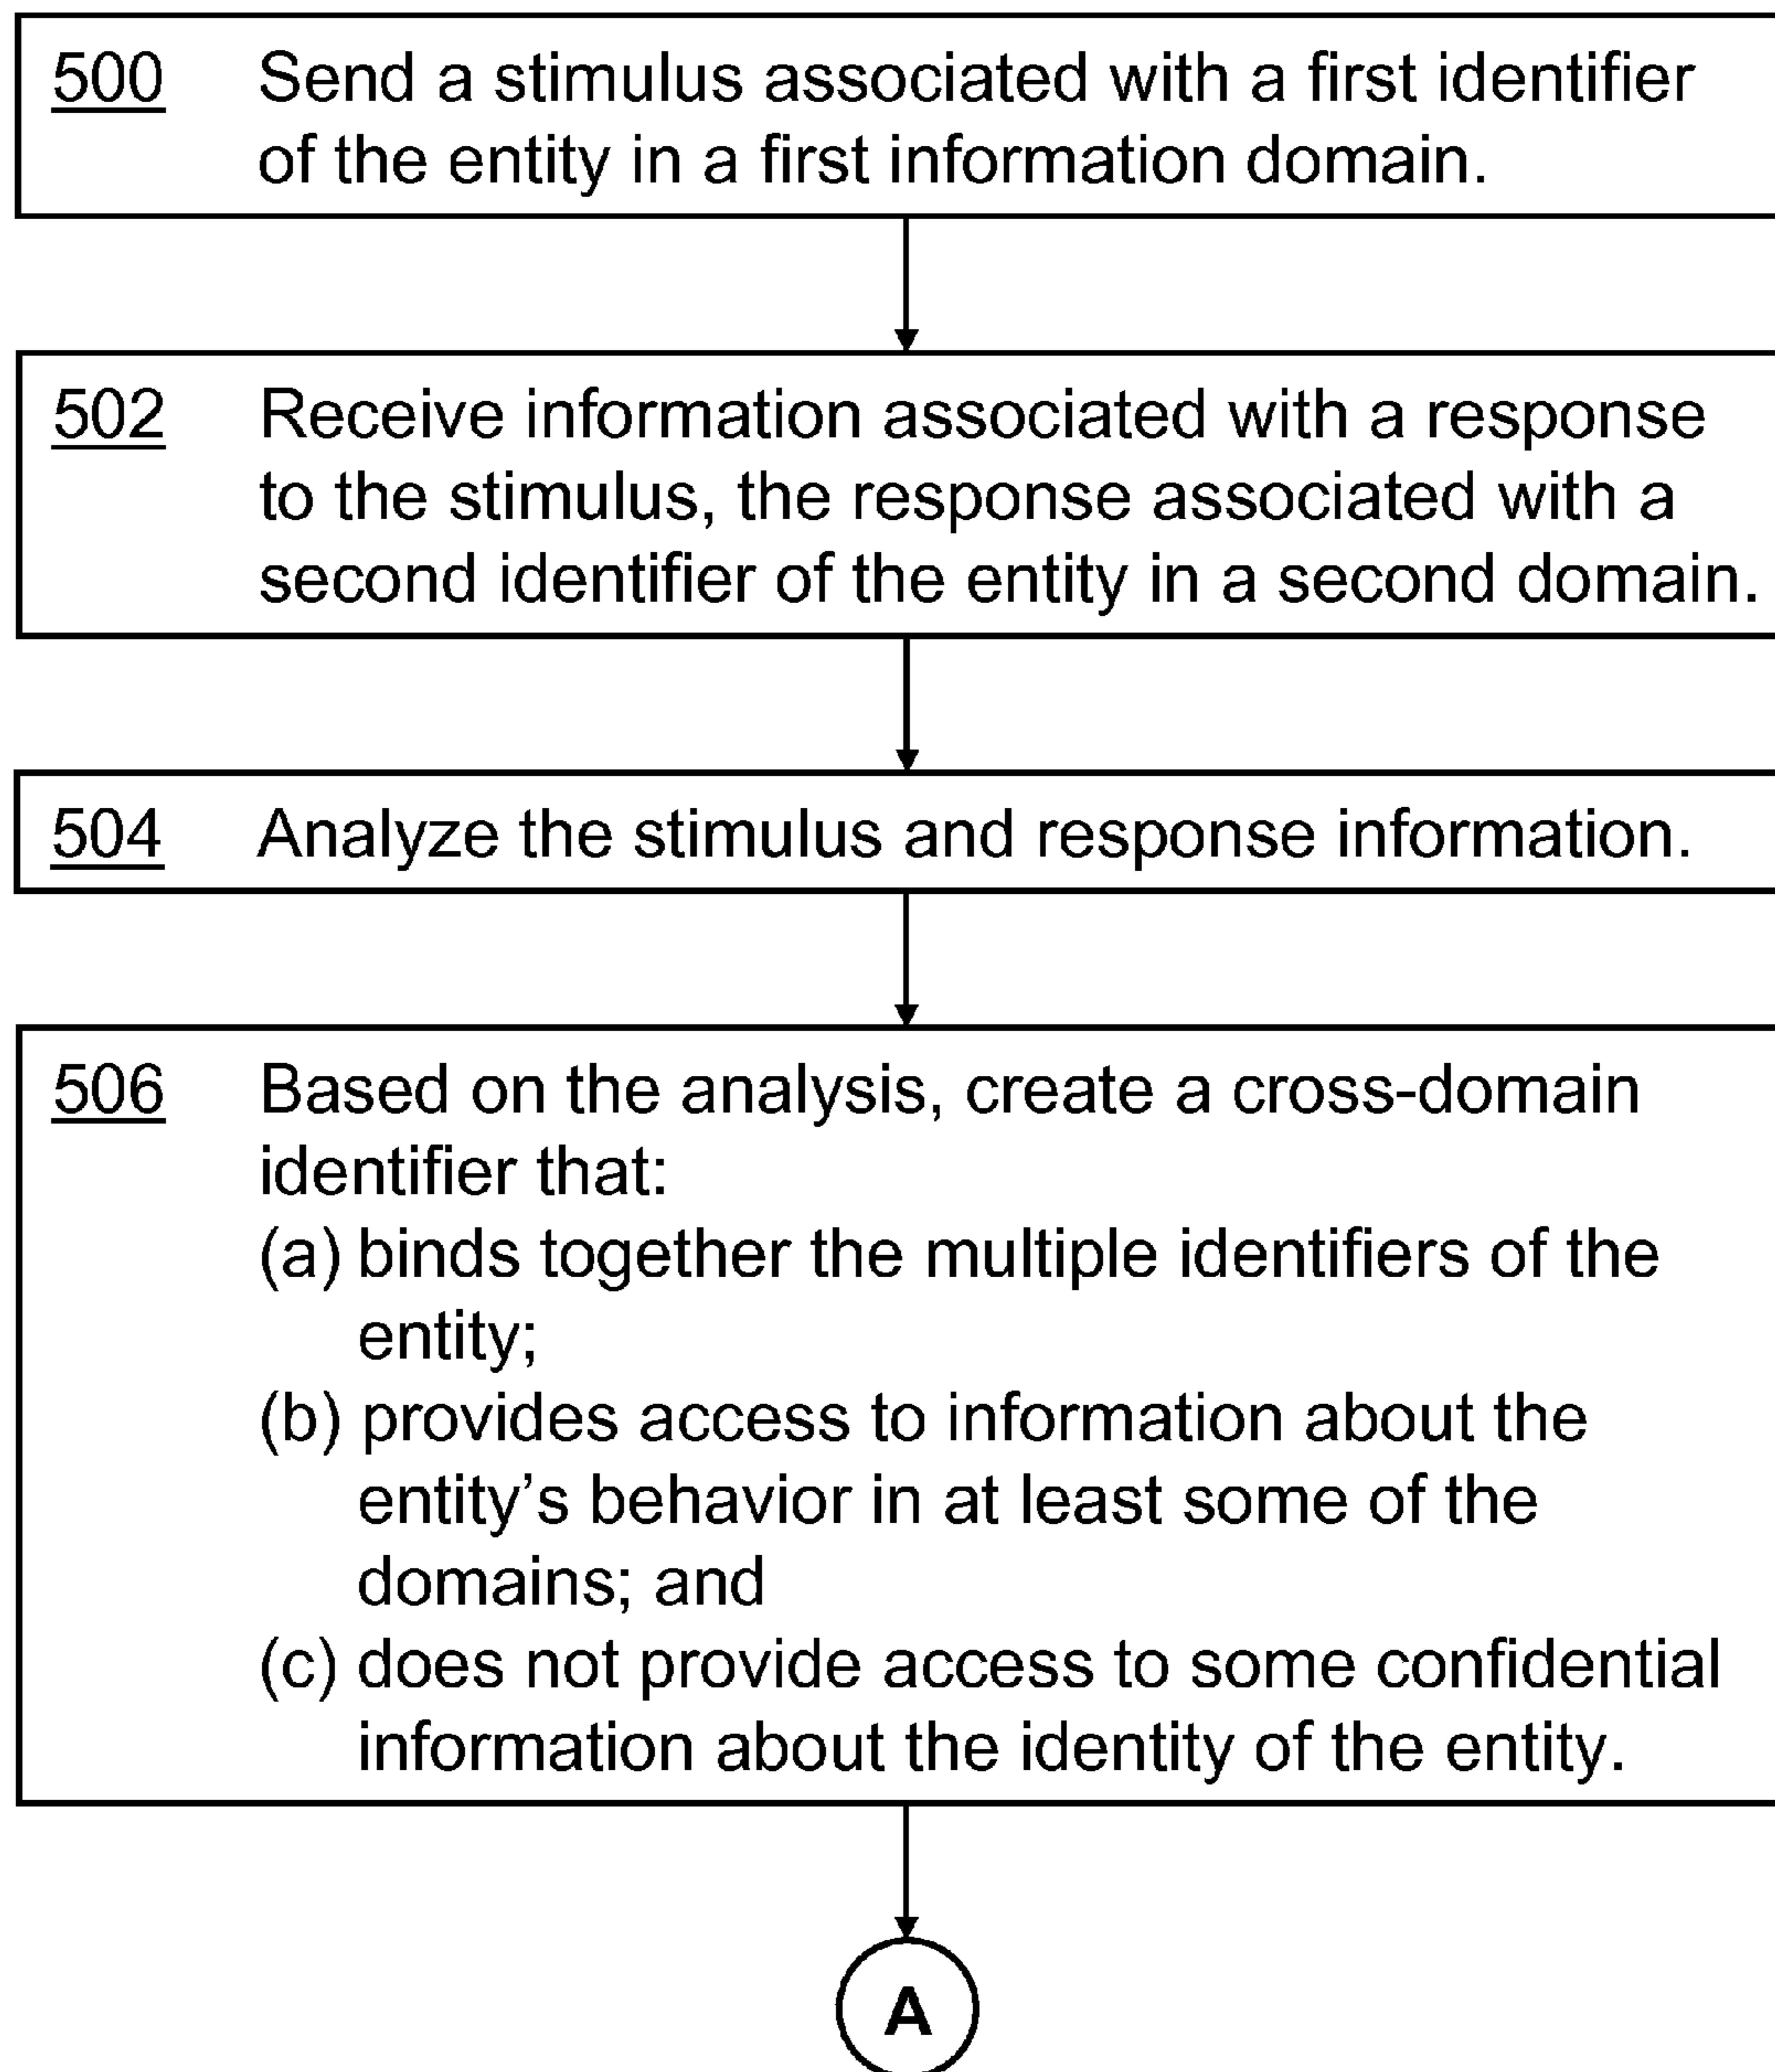 500 Send a stimulus associated with a first identifier
of the entity in a first information domain.
502 Receive information associated with a response
to the stimulus, the response associated with a
second identifier of the entity in a second domain.
504 Analyze the stimulus and response information.
506 Based on the analysis, create a cross-domain
identifier that:
(a) binds together the multiple identifiers of the
entity;
(b) provides access to information about the
entity’s behavior in at least some of the
domains; and
(c) does not provide access to some confidential
information about the identity of the entity.
A